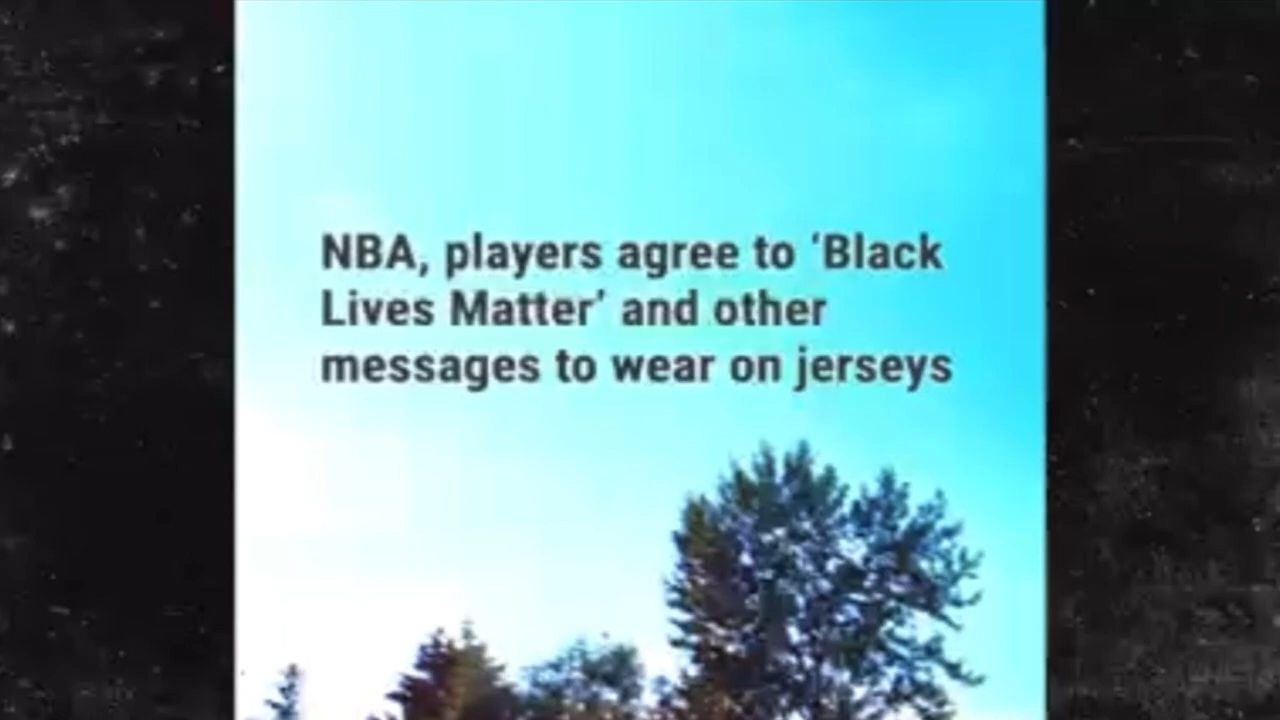 NBA, players agree to ‘Black
Lives Matter’ and other
messages to wear on jerseys